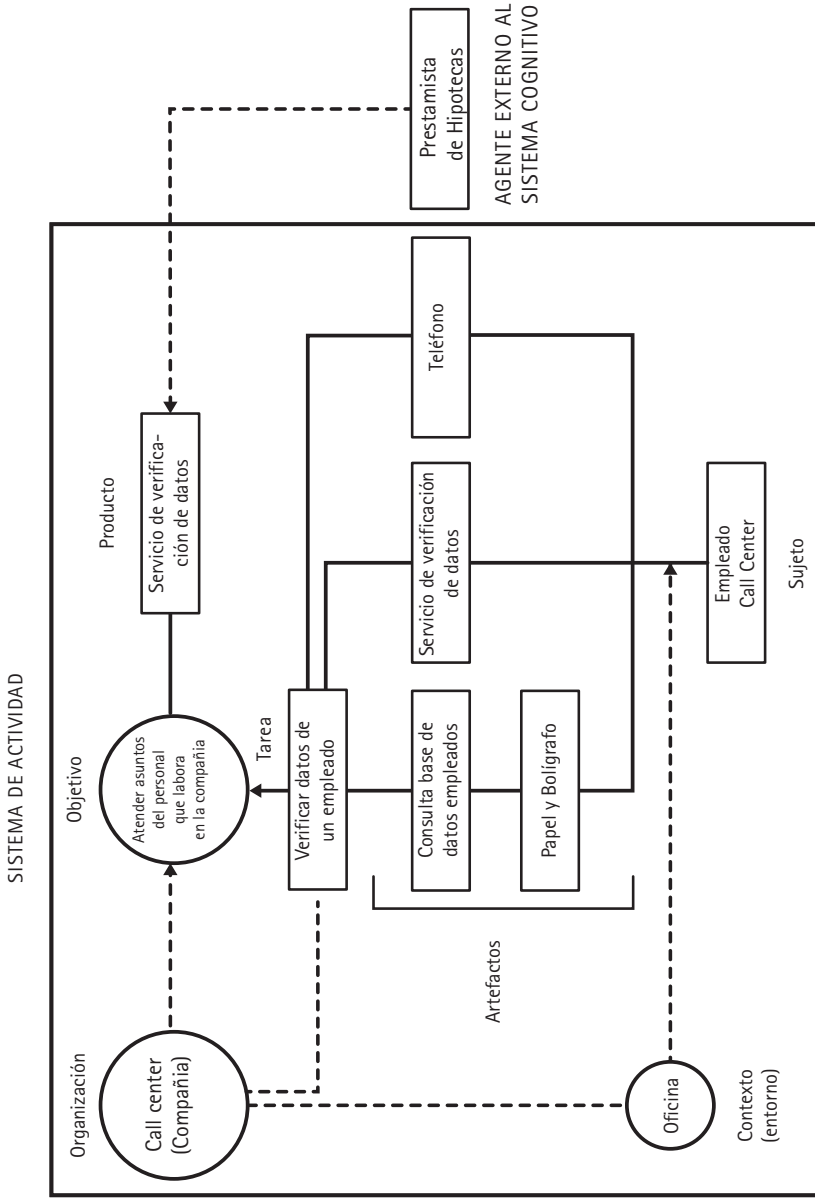 SISTEMA DE ACTIVIDAD
Organización
Call center
(Compañia)
Objetivo
Atender asuntos
del personal
que labora
en la compañia
Producto
Servicio de verifica-
ción de datos
Tarea
Verificar datos de
un empleado
Consulta base de
datos empleados
Servicio de verificación
de datos
Teléfono
Prestamista
de Hipotecas
AGENTE EXTERNO AL
SISTEMA COGNITIVO
Papel y Bolígrafo
Artefactos
Oficina
Contexto
(entorno)
Empleado
Call Center
Sujeto